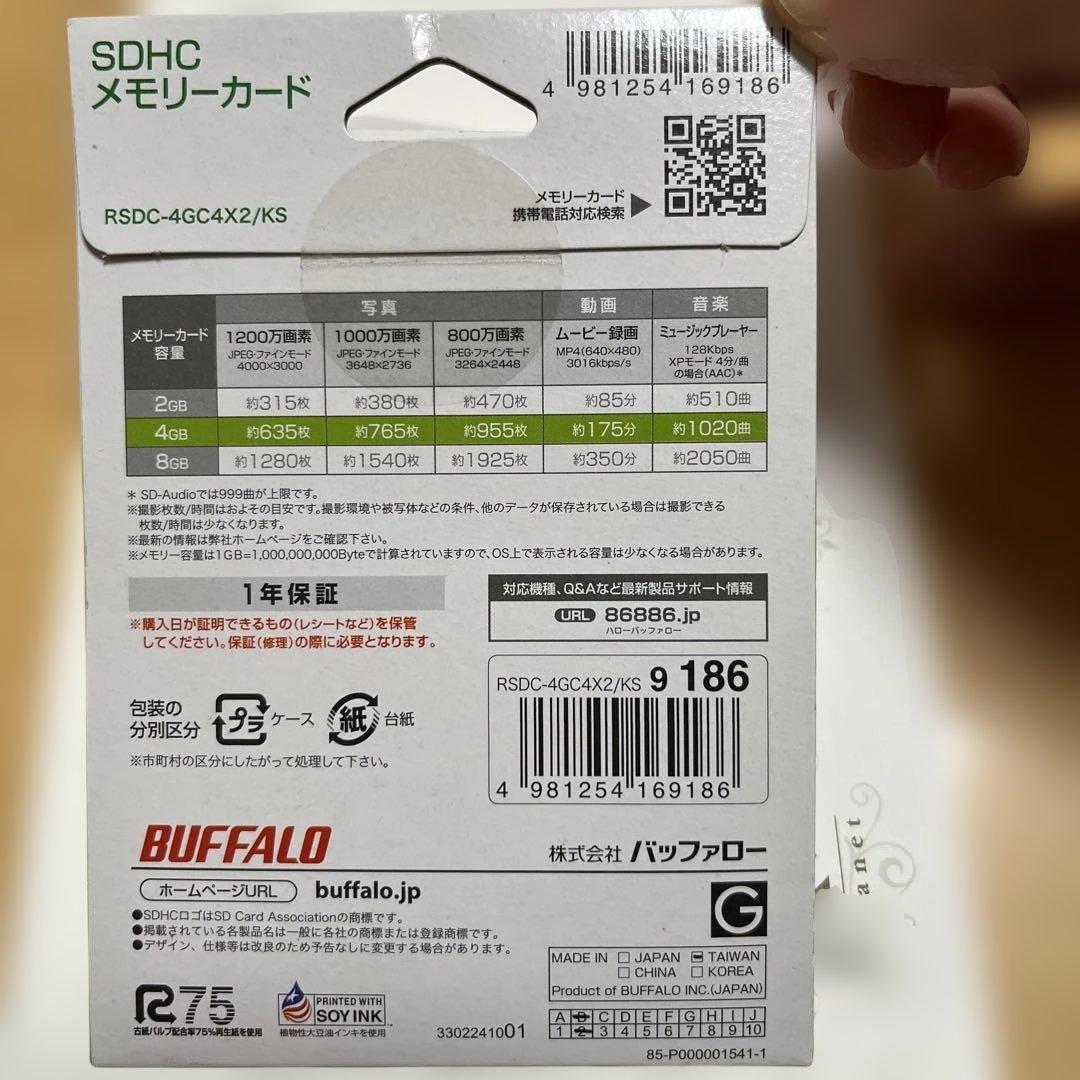 SDHC
メモリーカード
4 981254 169186
メモリーカード
携帯電話対応検索
RSDC-4GC4X2/KS
メモリーカード
容量
写真
動画
音楽
1200万画素
JPEG・ファインモード
4000×3000
1000万画素
JPEG・ファインモード
3648×2736
800万画素
JPEG・ファインモード
3264×2448
ムービー録画
MP4(640×480)
3016kbps/s
ミュージックプレーヤー
128Kbps
XPモード 4分/曲
の場合(AAC)*
2GB 約315枚 約380枚 約470枚 約85分 約510曲
4GB 約635枚 約765枚 約955枚 約175分 約1020曲
8GB 約1280枚 約1540枚 約1925枚 約350分 約2050曲
* SD-Audioでは999曲が上限です。
※撮影枚数/時間はおよその目安です。撮影環境や被写体などの条件、他のデータが保存されている場合は撮影できる
枚数/時間は少なくなります。
※最新の情報は弊社ホームページをご確認下さい。
※メモリー容量は1GB=1,000,000,000Byteで計算されていますので、OS上で表示される容量は少なくなる場合があります。
1年保証
※購入日が証明できるもの(レシートなど)を保管
してください。保証(修理)の際に必要となります。
対応機種、Q&Aなど最新製品サポート情報
URL 86886.jp
ハローバッファロー
包装の
分別区分
プラ ケース 紙 台紙
※市町村の区分にしたがって処理して下さい。
RSDC-4GC4X2/KS 9 186
4 981254 169186
BUFFALO
株式会社 バッファロー
ホームページURL buffalo.jp
●SDHCロゴはSD Card Associationの商標です。
●掲載されている各製品名は一般に各社の商標または登録商標です。
●デザイン、仕様等は改良のため予告なしに変更する場合があります。
G
MADE IN □ JAPAN TAIWAN
□ CHINA □ KOREA
Product of BUFFALO INC.(JAPAN)
A B C D E F G H I J
1 2 3 4 5 6 7 8 9 10
R75
古紙パルプ配合率75%再生紙を使用
PRINTED WITH
SOY INK
植物性大豆油インキを使用
3302241001
85-P000001541-1
anet